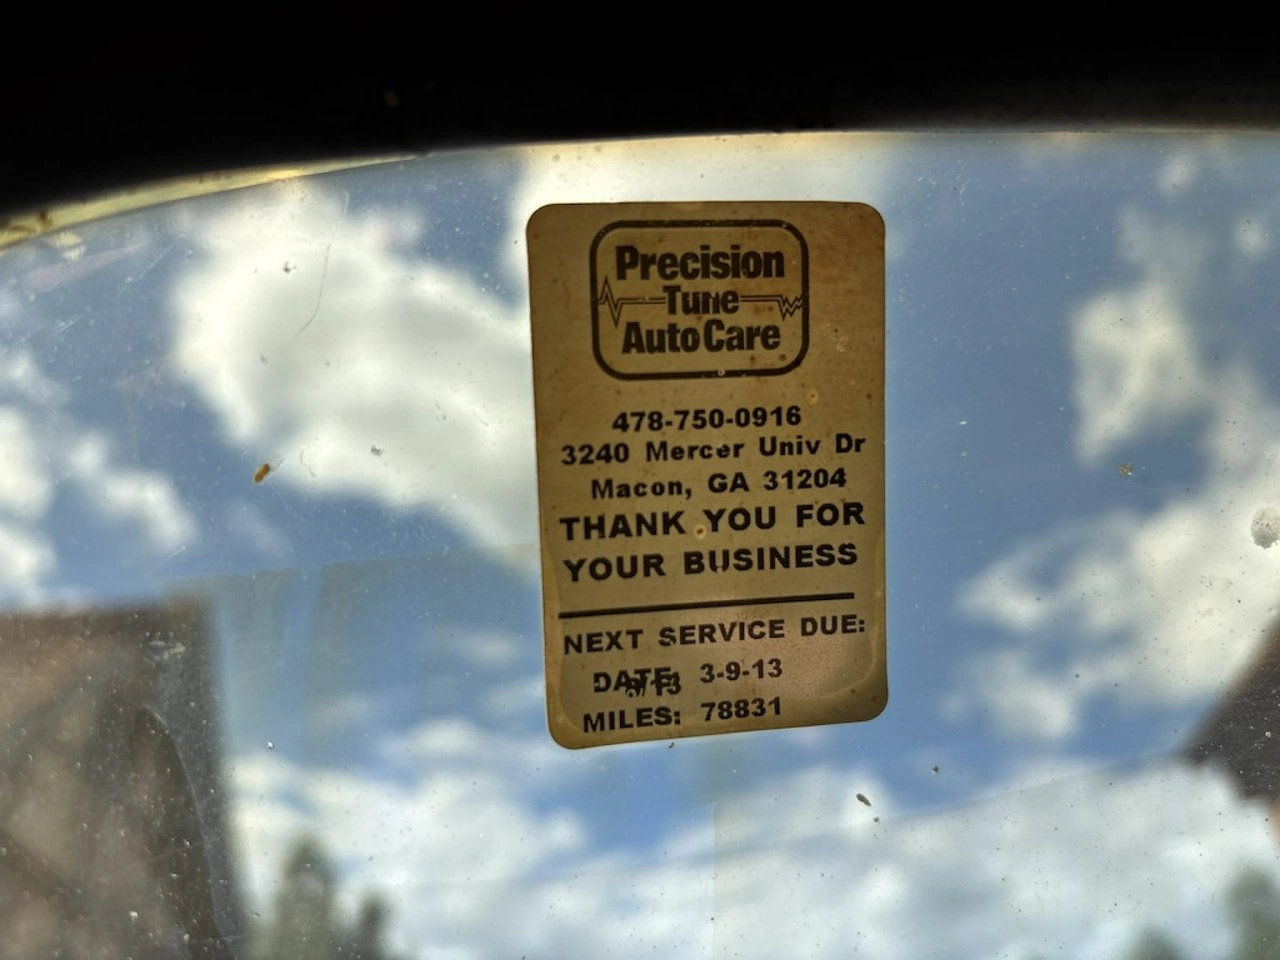 Precision
Tune
AutoCare
478-750-0916
3240 Mercer Univ Dr
Macon, GA 31204
THANK YOU FOR
YOUR BUSINESS
NEXT SERVICE DUE:
DATE: 3-9-13
MILES: 78831